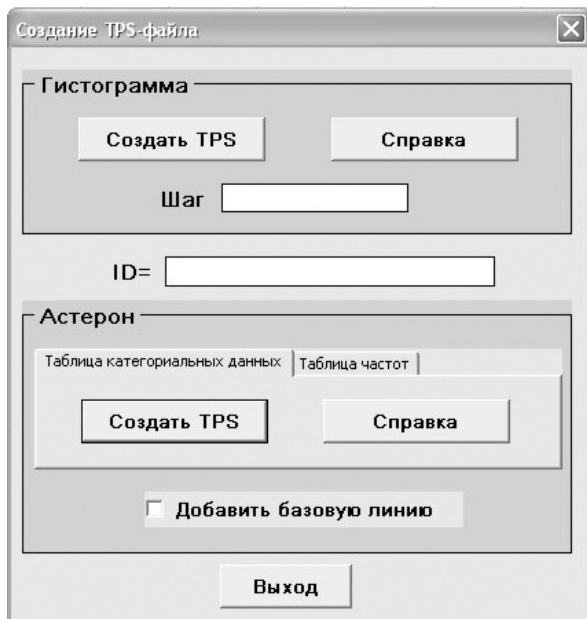 Создание TPS-файла
Гистограмма
Создать TPS Справка
Шаг
ID=
Астерон
Таблица категориальных данных Таблица частот
Создать TPS Справка
Добавить базовую линию
Выход